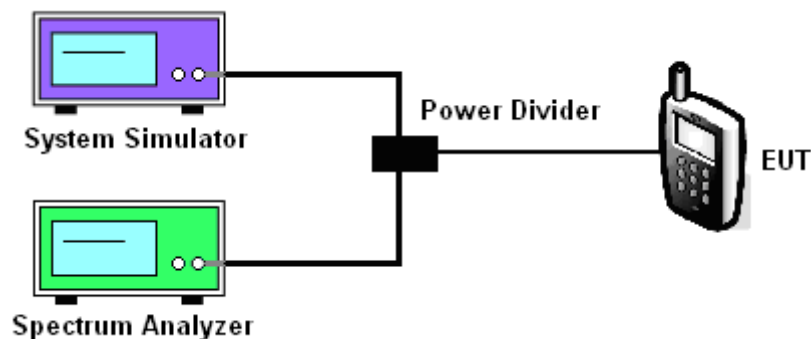 System Simulator
Power Divider
EUT
Spectrum Analyzer